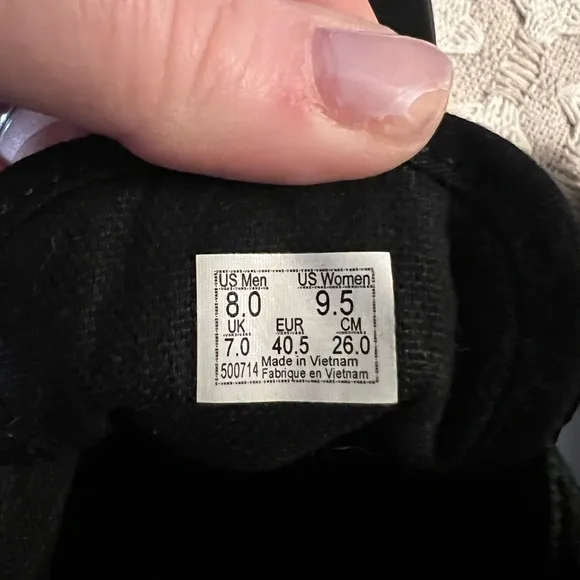 US Men US Women
8.0 9.5
UK EUR CM
7.0 40.5 26.0
500714 Made in Vietnam
Fabrique en Vietnam